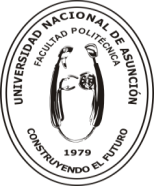 UNIVERSIDAD NACIONAL DE ASUNCIÓN
FACULTAD POLITÉCNICA
1979
CONSTRUYENDO EL FUTURO